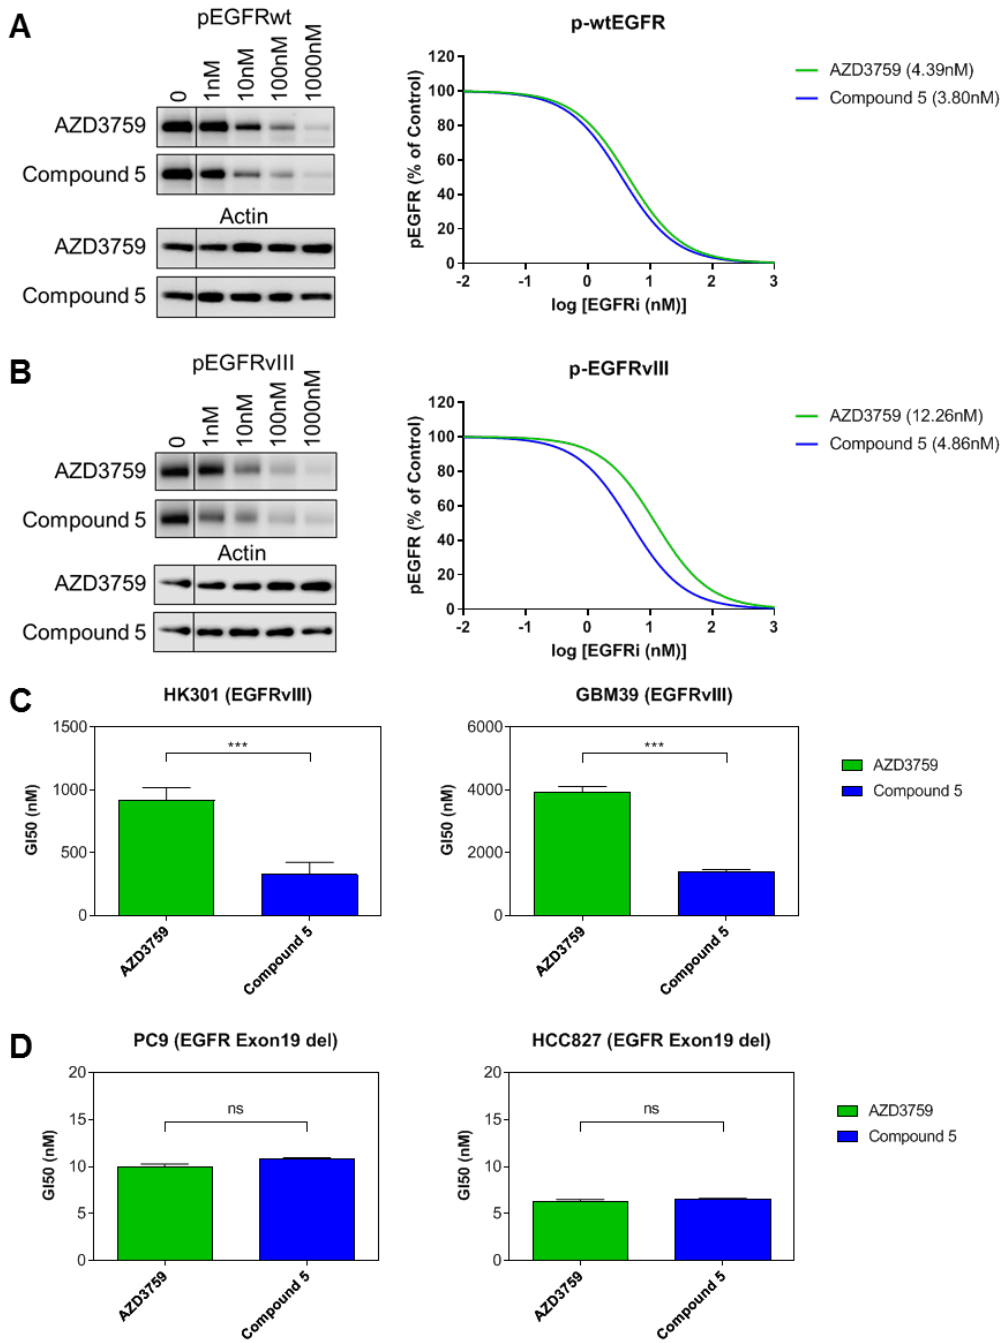 A
pEGFRwt
0
1nM
10nM
100nM
1000nM
AZD3759
Compound 5
Actin
AZD3759
Compound 5
p-wtEGFR
pEGFR (% of Control)
120
100
80
60
40
20
0
-2
-1
0
1
2
3
log [EGFRi (nM)]
AZD3759 (4.39nM)
Compound 5 (3.80nM)
B
pEGFRvIII
0
1nM
10nM
100nM
1000nM
AZD3759
Compound 5
Actin
AZD3759
Compound 5
p-EGFRvIII
pEGFR (% of Control)
120
100
80
60
40
20
0
-2
-1
0
1
2
3
log [EGFRi (nM)]
AZD3759 (12.26nM)
Compound 5 (4.86nM)
C
HK301 (EGFRvIII)
GI50 (nM)
1500
1000
500
0
***
AZD3759
Compound 5
GBM39 (EGFRvIII)
GI50 (nM)
6000
4000
2000
0
***
AZD3759
Compound 5
AZD3759
Compound 5
D
PC9 (EGFR Exon19 del)
GI50 (nM)
20
15
10
5
0
ns
AZD3759
Compound 5
HCC827 (EGFR Exon19 del)
GI50 (nM)
20
15
10
5
0
ns
AZD3759
Compound 5
AZD3759
Compound 5